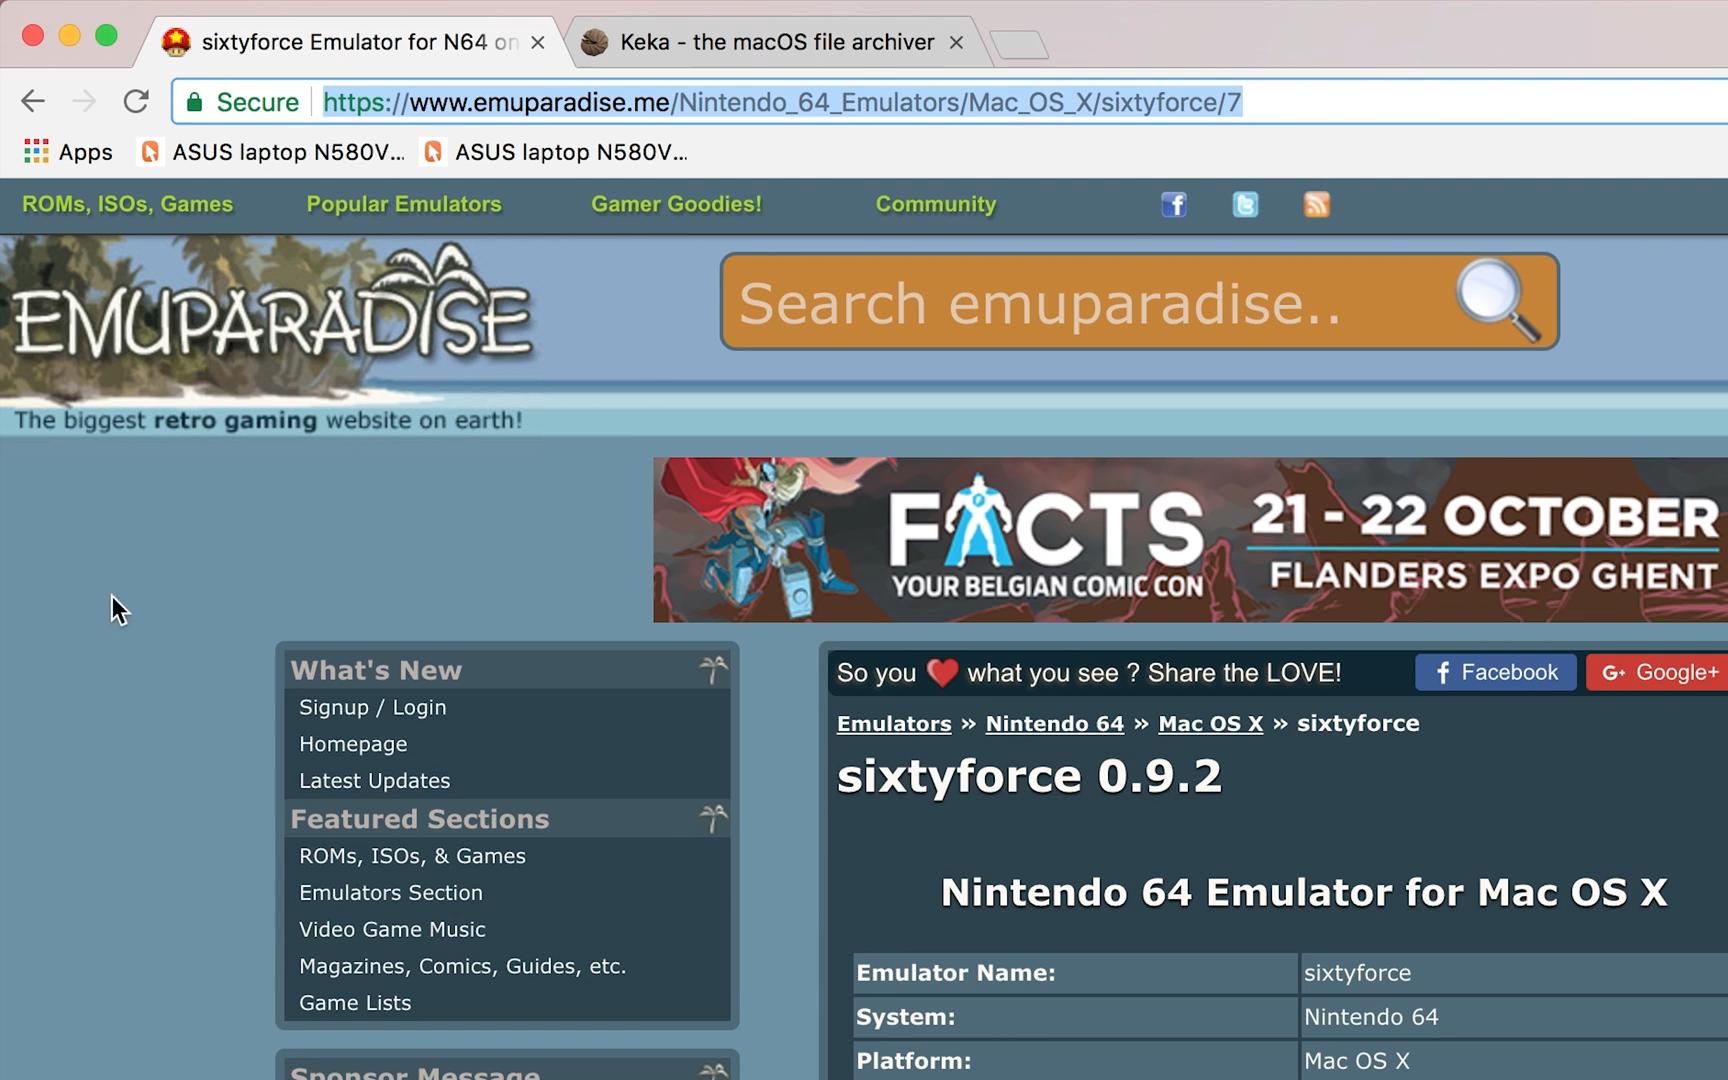 sixtyforce Emulator for N64 on
Keka - the macOS file archiver
Secure
https://www.emuparadise.me/Nintendo_64_Emulators/Mac_OS_X/sixtyforce/7
Apps
ASUS laptop N580V...
ASUS laptop N580V...
ROMs, ISOs, Games
Popular Emulators
Gamer Goodies!
Community
EMUPARADISE
Search emuparadise..
The biggest retro gaming website on earth!
FACTS
YOUR BELGIAN COMIC CON
21 - 22 OCTOBER
FLANDERS EXPO GHENT
What's New
Signup / Login
Homepage
Latest Updates
Featured Sections
ROMs, ISOs, & Games
Emulators Section
Video Game Music
Magazines, Comics, Guides, etc.
Game Lists
Sponsor Message
So you ❤ what you see ? Share the LOVE!
Facebook
G+ Google+
Emulators » Nintendo 64 » Mac OS X » sixtyforce
sixtyforce 0.9.2
Nintendo 64 Emulator for Mac OS X
Emulator Name: sixtyforce
System: Nintendo 64
Platform: Mac OS X